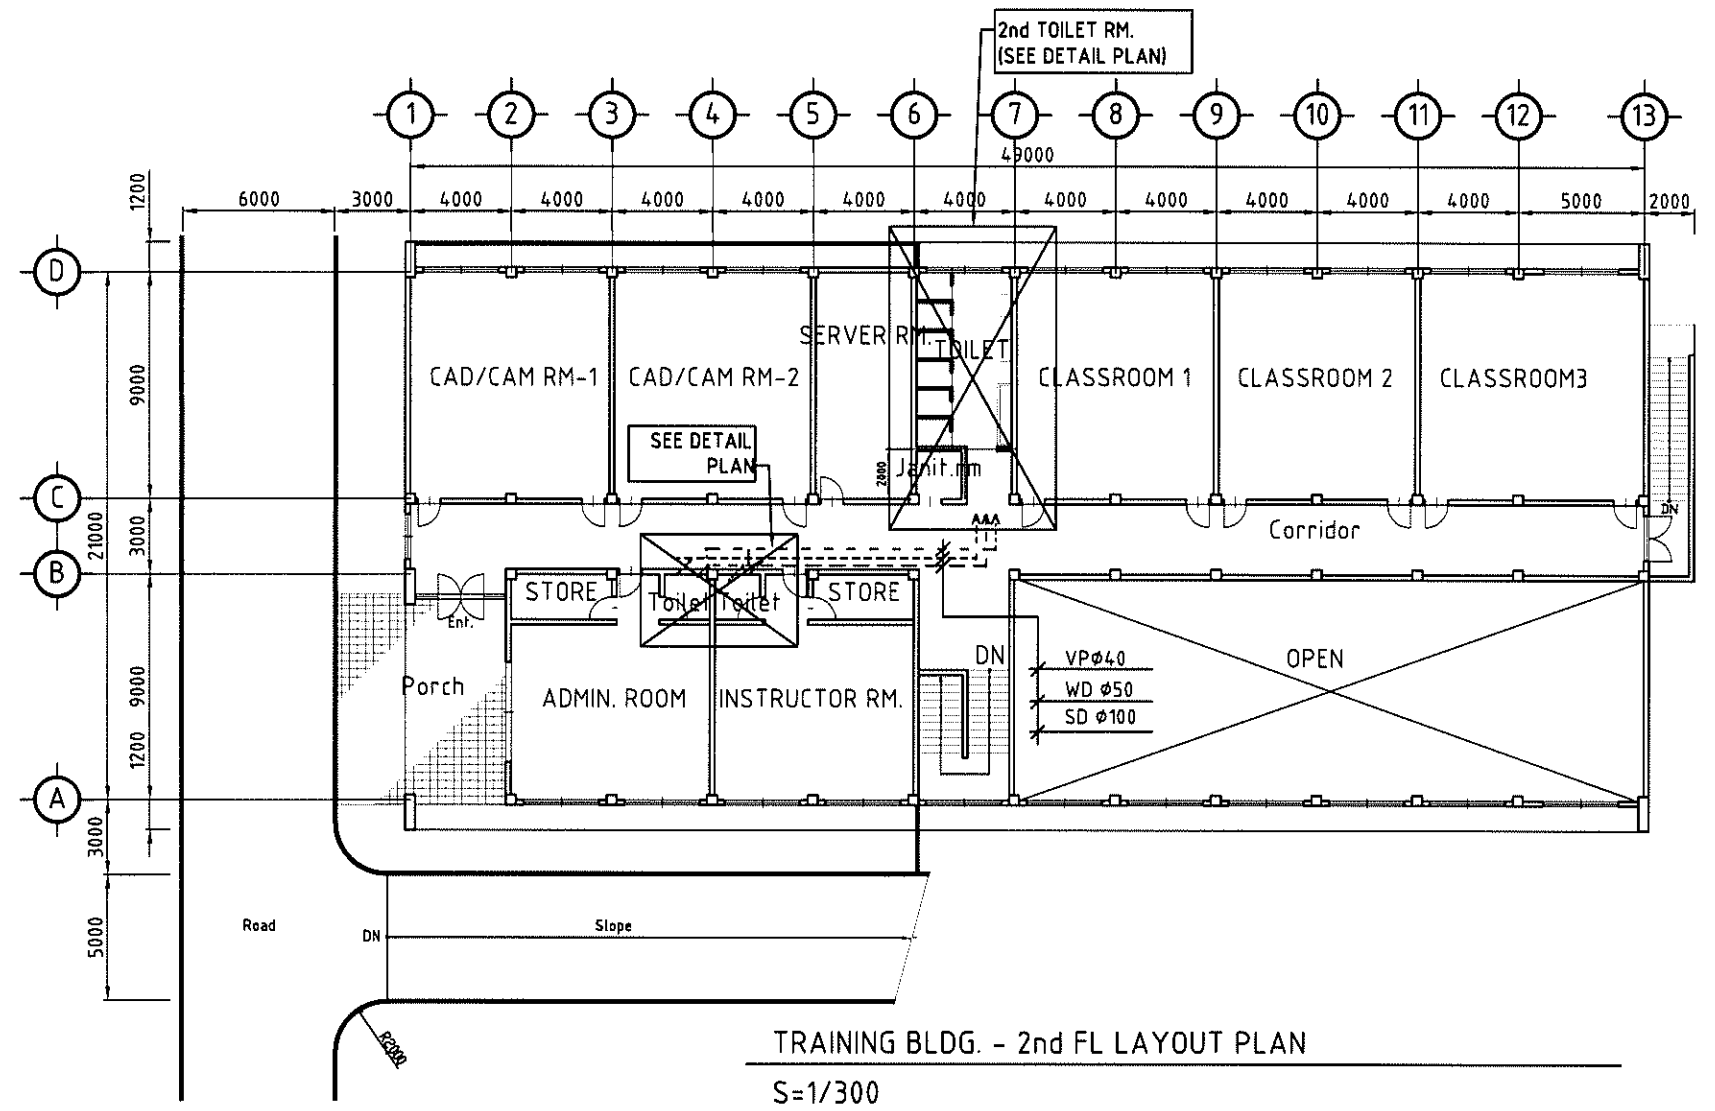 2nd TOILET RM.
(SEE DETAIL PLAN)
1 2 3 4 5 6 7 8 9 10 11 12 13
49000
1200
6000 3000 4000 4000 4000 4000 4000 4000 4000 4000 4000 4000 4000 5000 2000
D
SERVER RM.
TOILET
9000
CAD/CAM RM-1 CAD/CAM RM-2 CLASSROOM 1 CLASSROOM 2 CLASSROOM3
SEE DETAIL
PLAN
Janit.rm
2000
C
DN
21000
3000
Corridor
B
STORE Toilet Toilet STORE
Ent.
DN
VPφ40
OPEN
Porch
9000
ADMIN. ROOM INSTRUCTOR RM.
WD φ50
SD φ100
1200
A
3000
5000
Road
DN
Slope
R2000
TRAINING BLDG. - 2nd FL LAYOUT PLAN
S=1/300